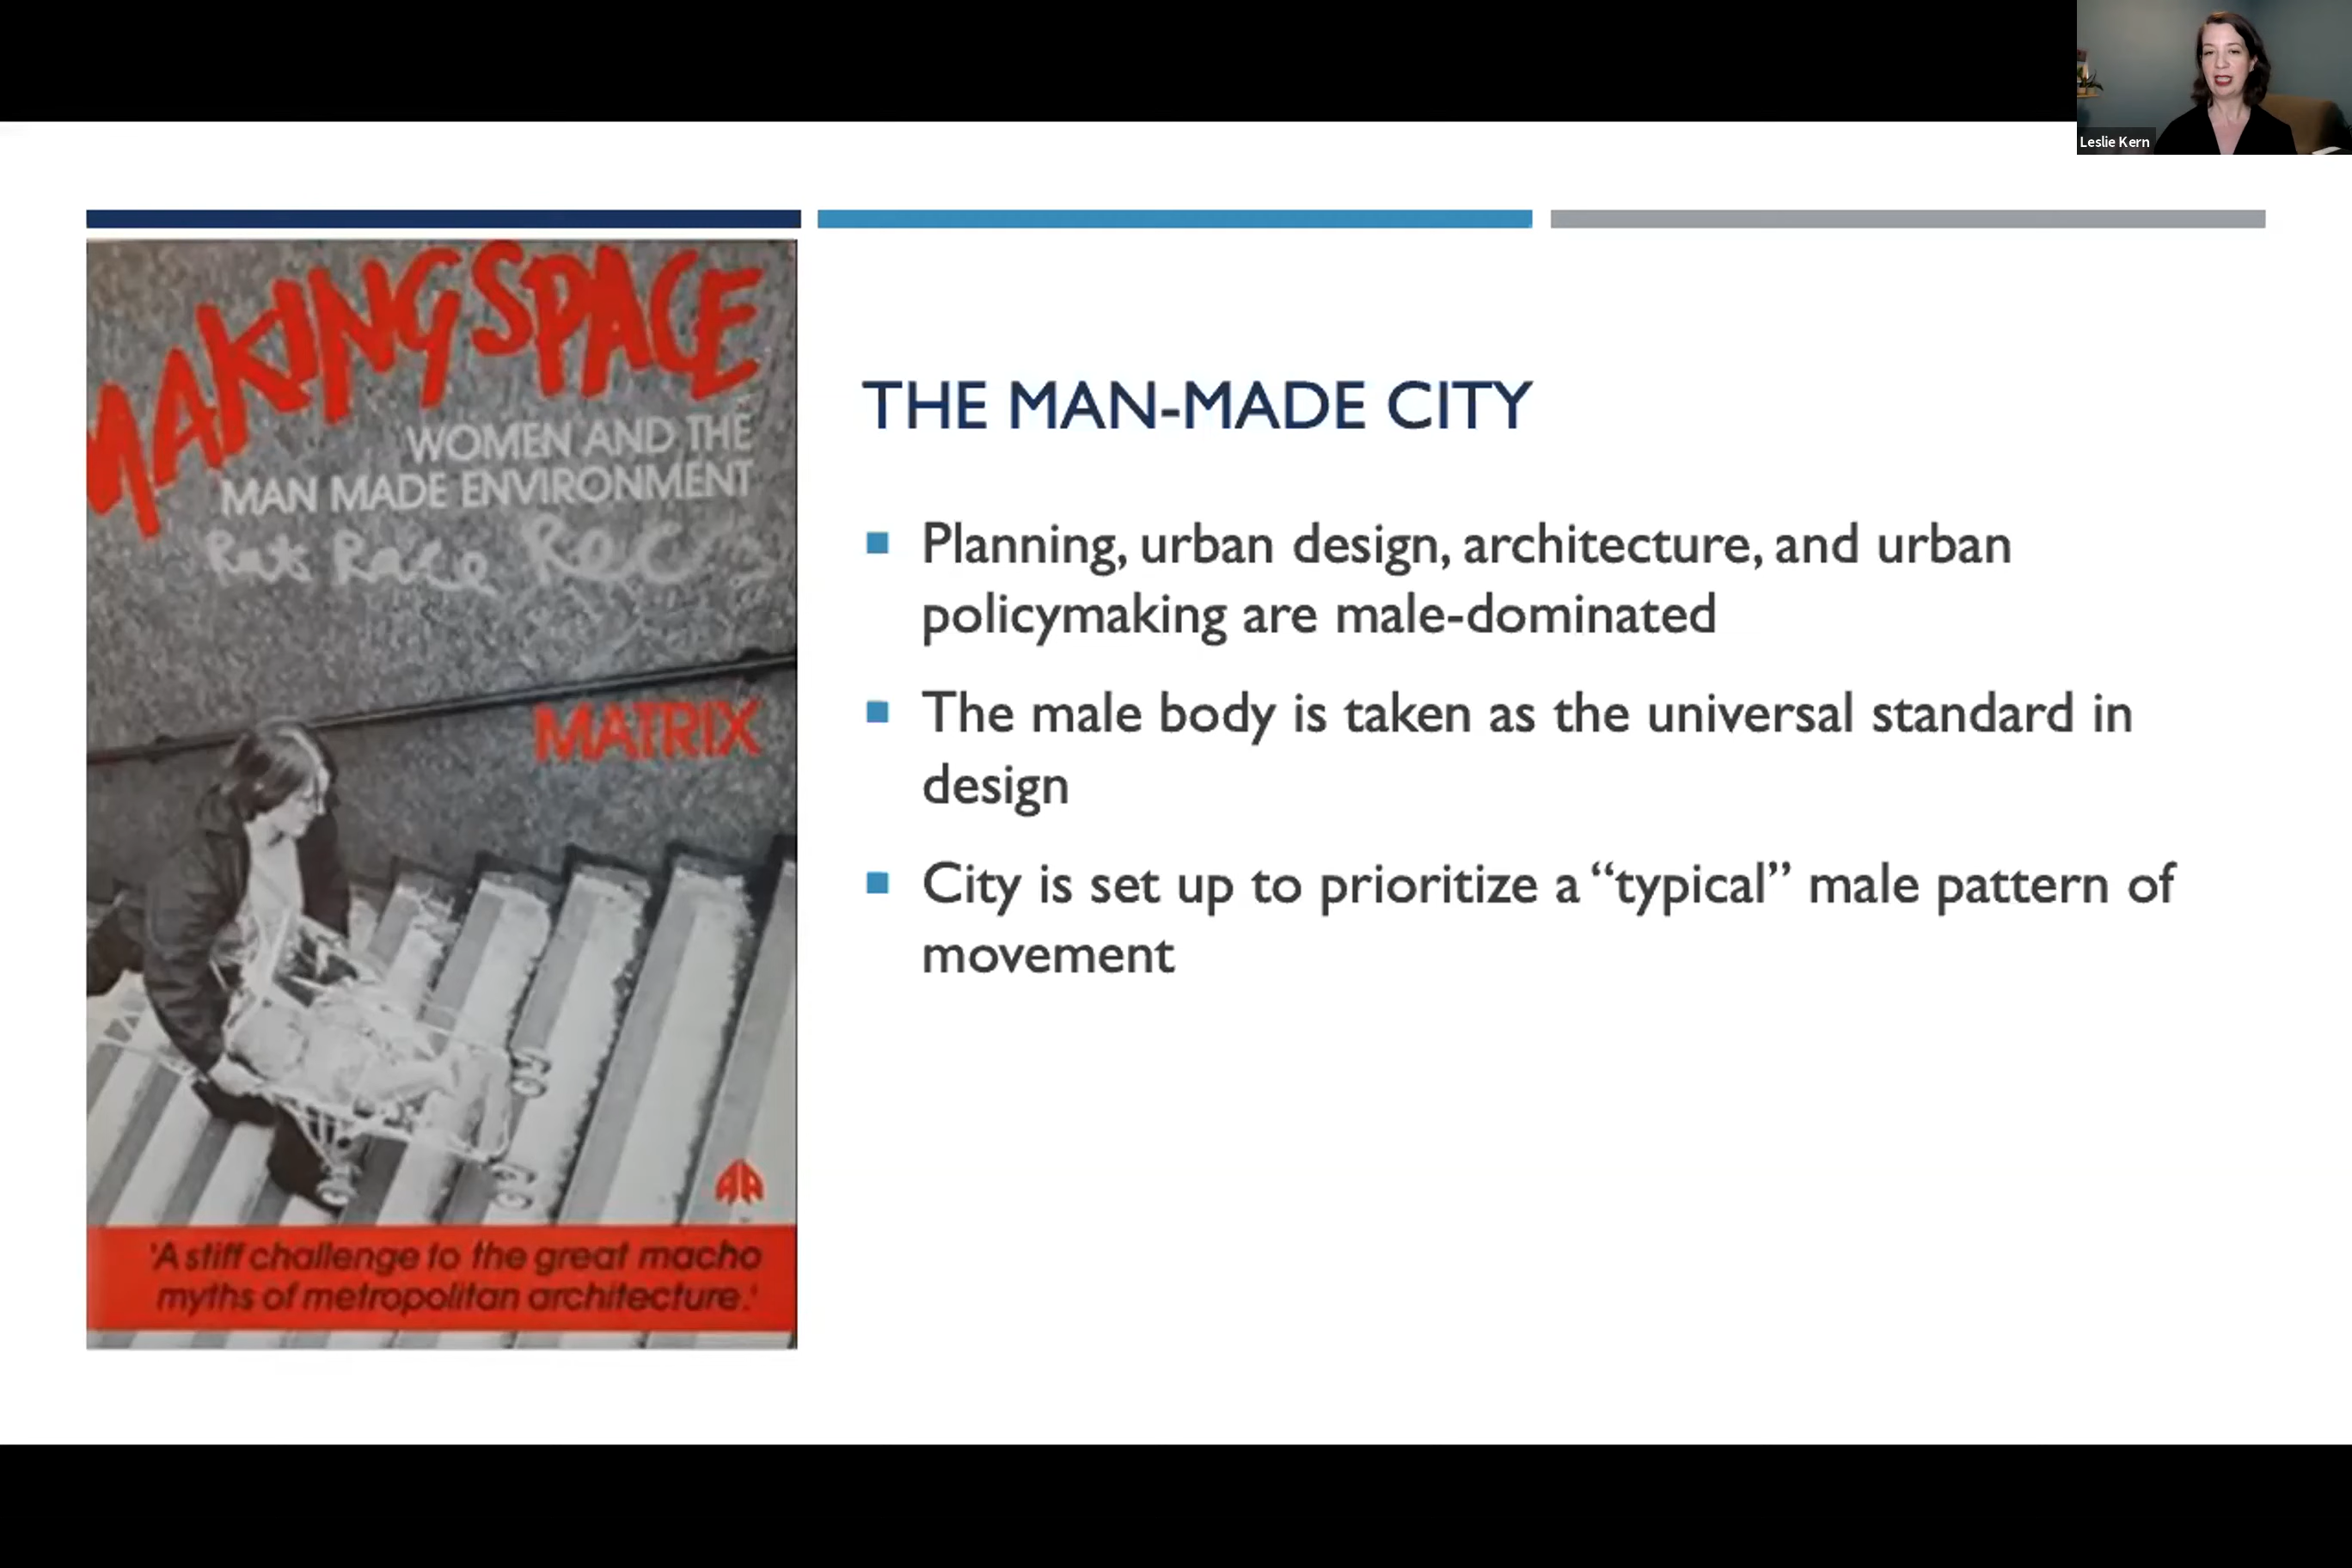 Leslie Kern
MAKING SPACE
WOMEN AND THE
MAN MADE ENVIRONMENT
Rats Race Rec
MATRIX
'A stiff challenge to the great macho
myths of metropolitan architecture.'
THE MAN-MADE CITY
Planning, urban design, architecture, and urban
policymaking are male-dominated
The male body is taken as the universal standard in
design
City is set up to prioritize a “typical” male pattern of
movement